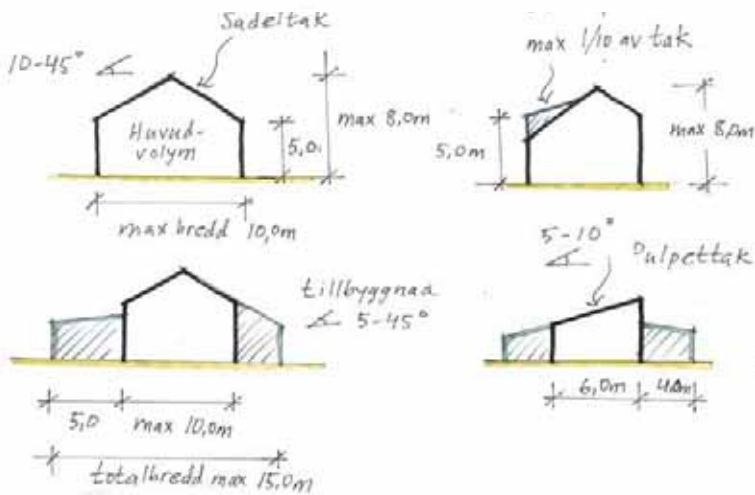 Sadeltak
10-45°
Huvud-
volym
5,0
max 8,0m
max bredd 10,0m
max 1/10 av tak
5,0m
max 8,0m
tillbyggnad
5-45°
5,0
max 10,0m
totalbredd max 15,0m
5-10°
Pulpettak
6,0m
4,0m